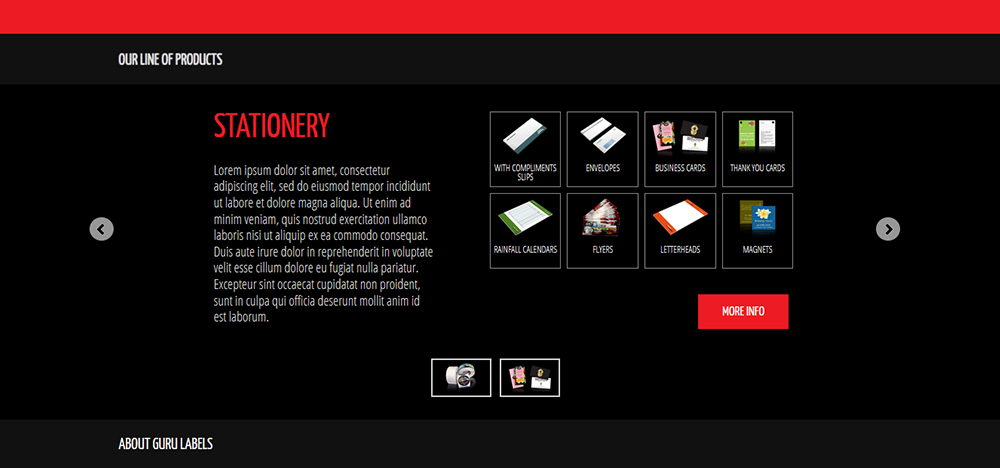 OUR LINE OF PRODUCTS
STATIONERY
Lorem ipsum dolor sit amet, consectetur
adipiscing elit, sed do eiusmod tempor incididunt
ut labore et dolore magna aliqua. Ut enim ad
minim veniam, quis nostrud exercitation ullamco
laboris nisi ut aliquip ex ea commodo consequat.
Duis aute irure dolor in reprehenderit in voluptate
velit esse cillum dolore eu fugiat nulla pariatur.
Excepteur sint occaecat cupidatat non proident,
sunt in culpa qui officia deserunt mollit anim id
est laborum.
WITH COMPLIMENTS
SLIPS
ENVELOPES
BUSINESS CARDS
THANK YOU CARDS
RAINFALL CALENDARS
FLYERS
LETTERHEADS
MAGNETS
MORE INFO
ABOUT GURU LABELS